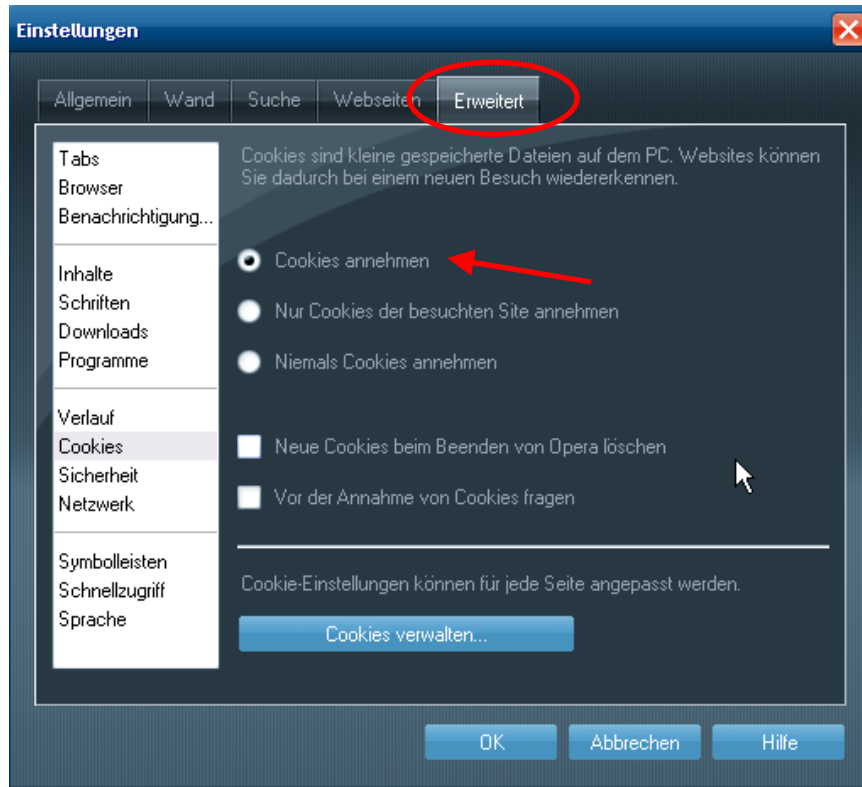 Einstellungen
Allgemein Wand Suche Webseiten Erweitert
Tabs
Browser
Benachrichtigung...
Inhalte
Schriften
Downloads
Programme
Verlauf
Cookies
Sicherheit
Netzwerk
Symbolleisten
Schnellzugriff
Sprache
Cookies sind kleine gespeicherte Dateien auf dem PC. Websites können
Sie dadurch bei einem neuen Besuch wiedererkennen.
Cookies annehmen
Nur Cookies der besuchten Site annehmen
Niemals Cookies annehmen
Neue Cookies beim Beenden von Opera löschen
Vor der Annahme von Cookies fragen
Cookie-Einstellungen können für jede Seite angepasst werden.
Cookies verwalten...
OK Abbrechen Hilfe